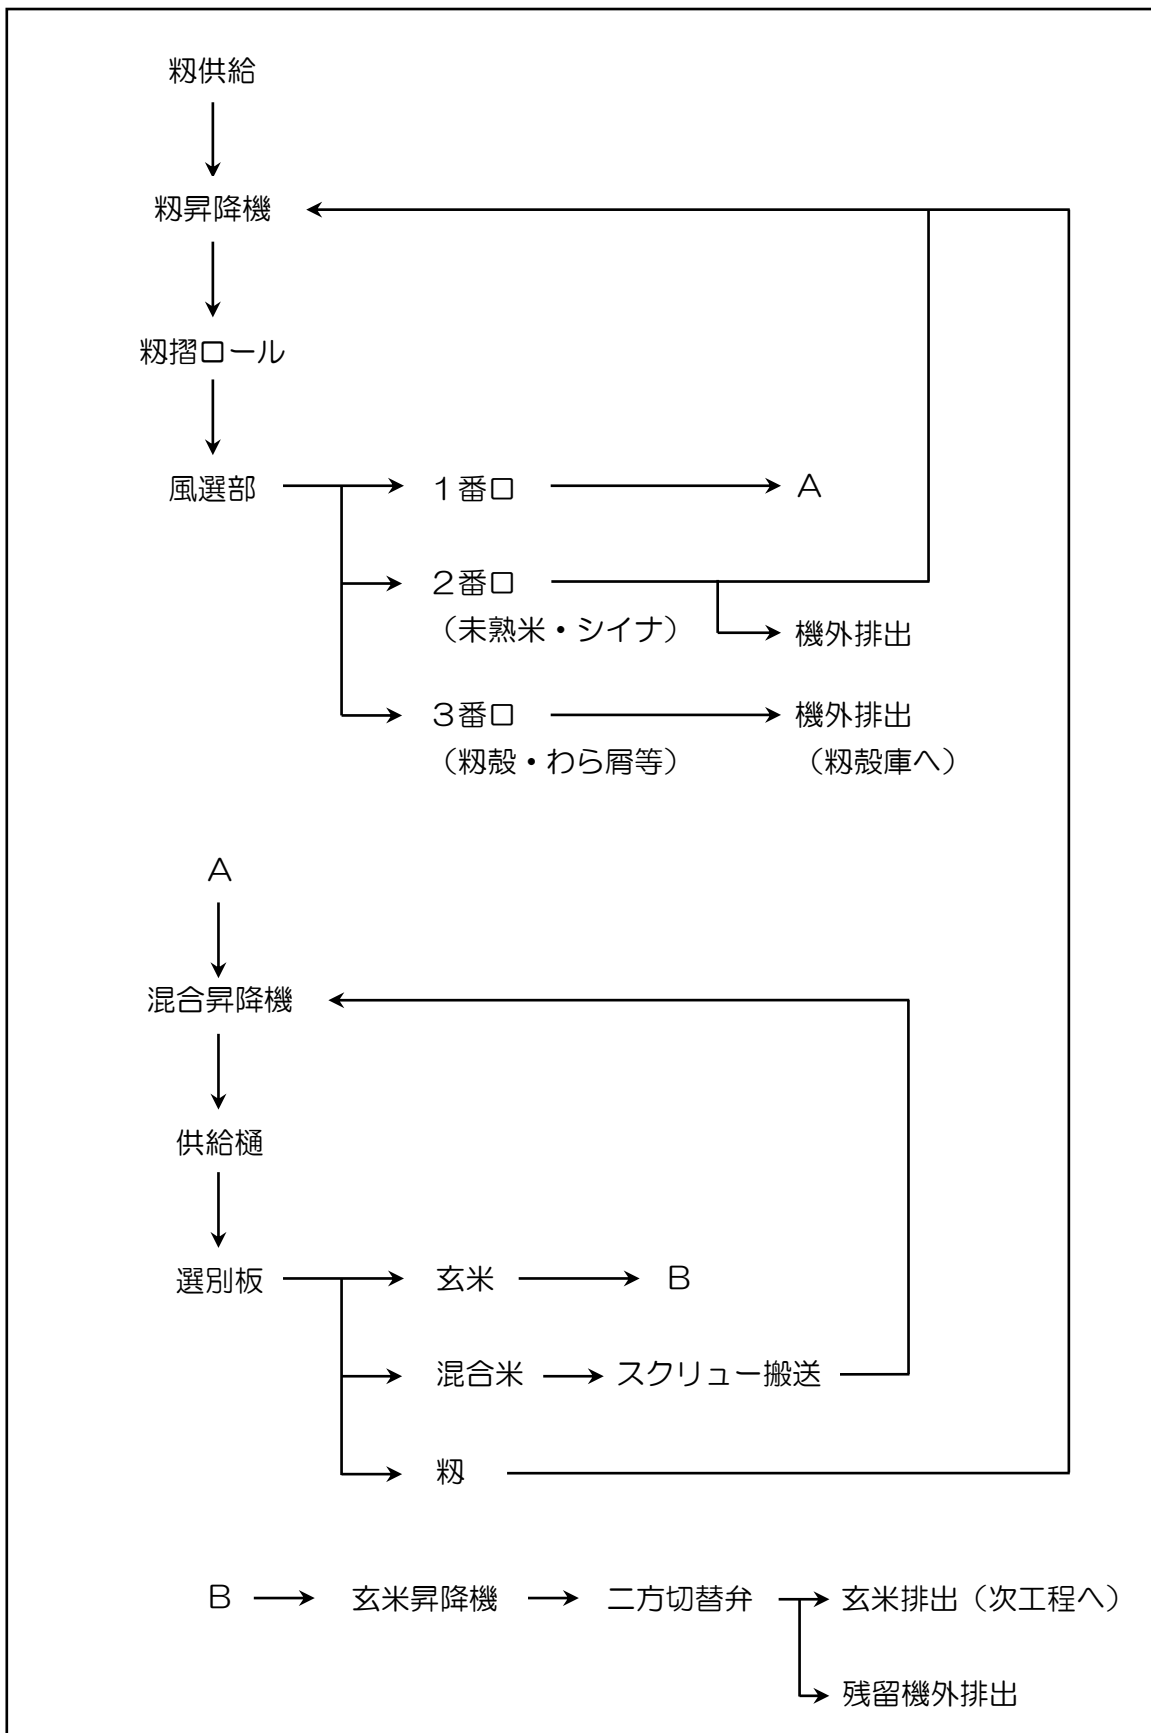 籾供給
籾昇降機
籾摺ロール
風選部
１番口
Ａ
２番口
（未熟米・シイナ）
機外排出
３番口
機外排出
（籾殻・わら屑等）
（籾殻庫へ）
Ａ
混合昇降機
供給樋
選別板
玄米
Ｂ
混合米
スクリュー搬送
籾
Ｂ
玄米昇降機
二方切替弁
玄米排出（次工程へ）
残留機外排出